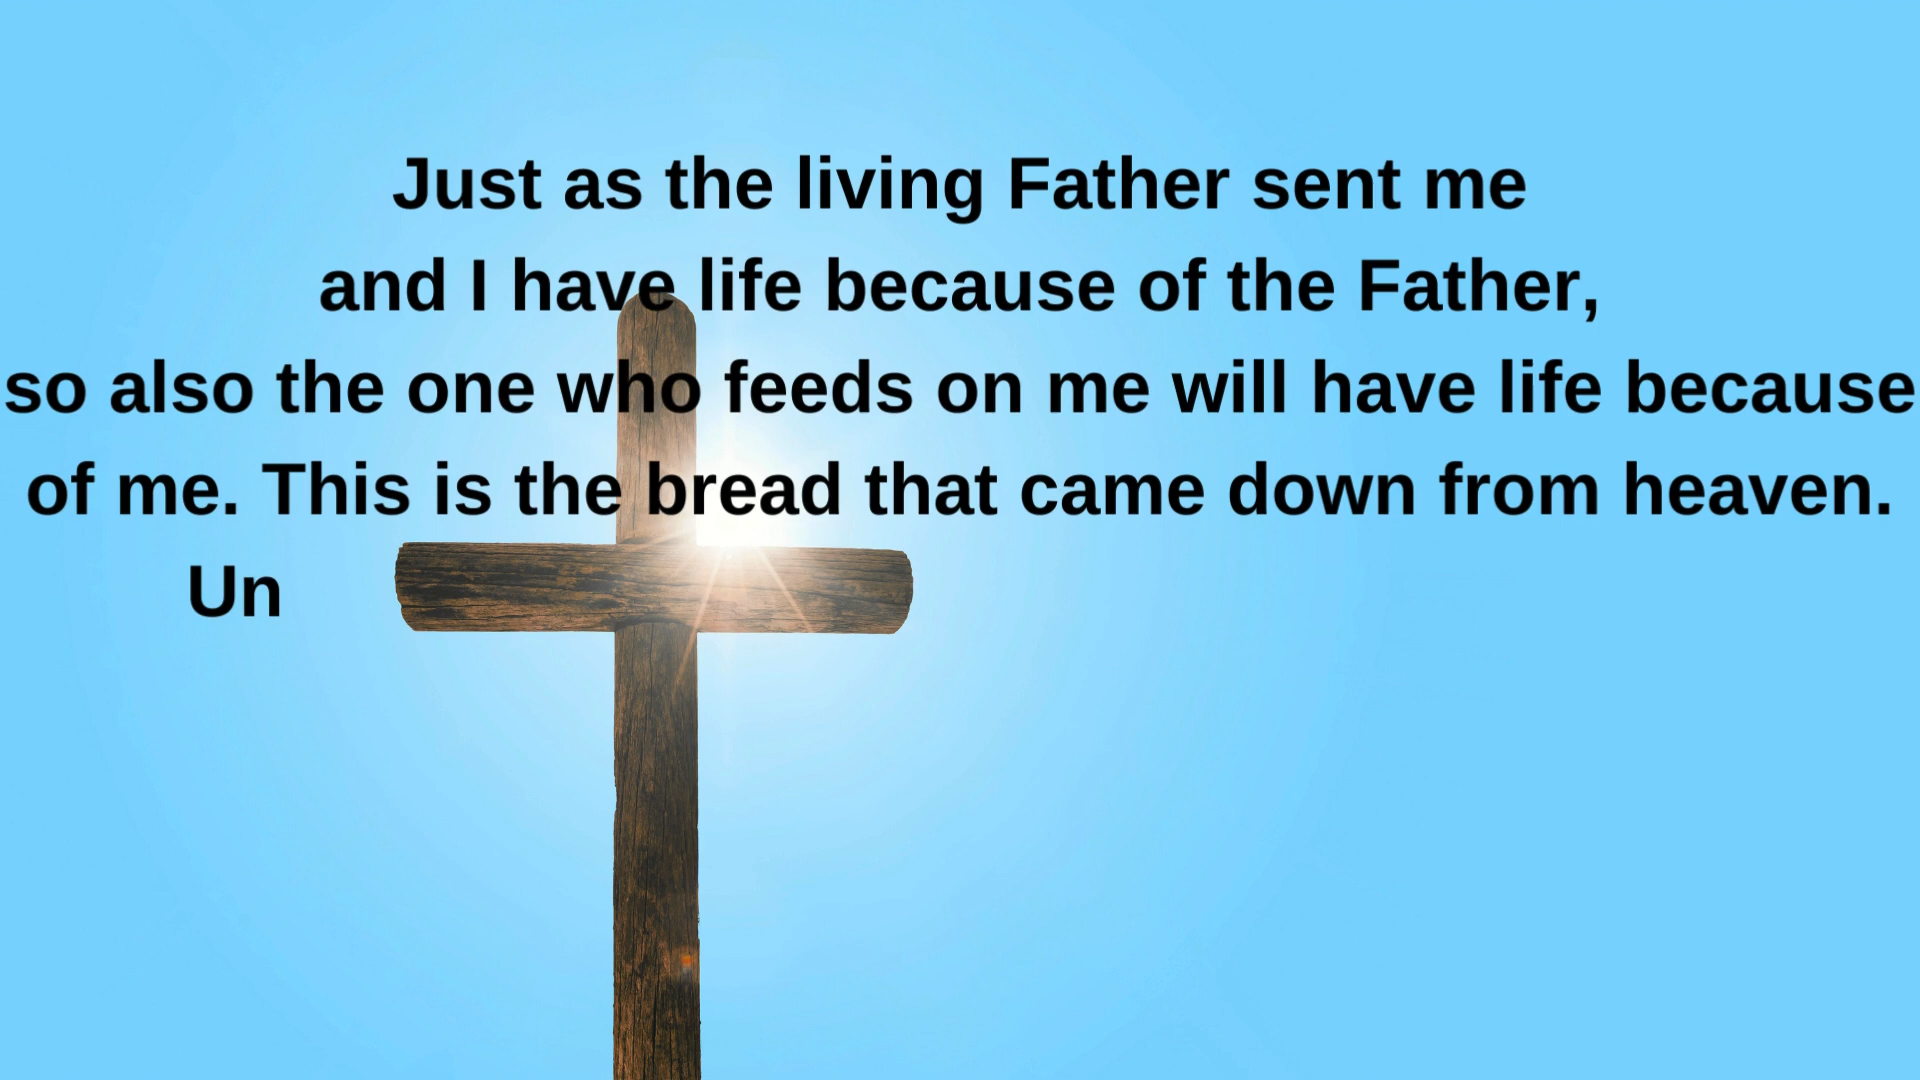 Just as the living Father sent me
and I have life because of the Father,
so also the one who feeds on me will have life because
of me. This is the bread that came down from heaven.
Un